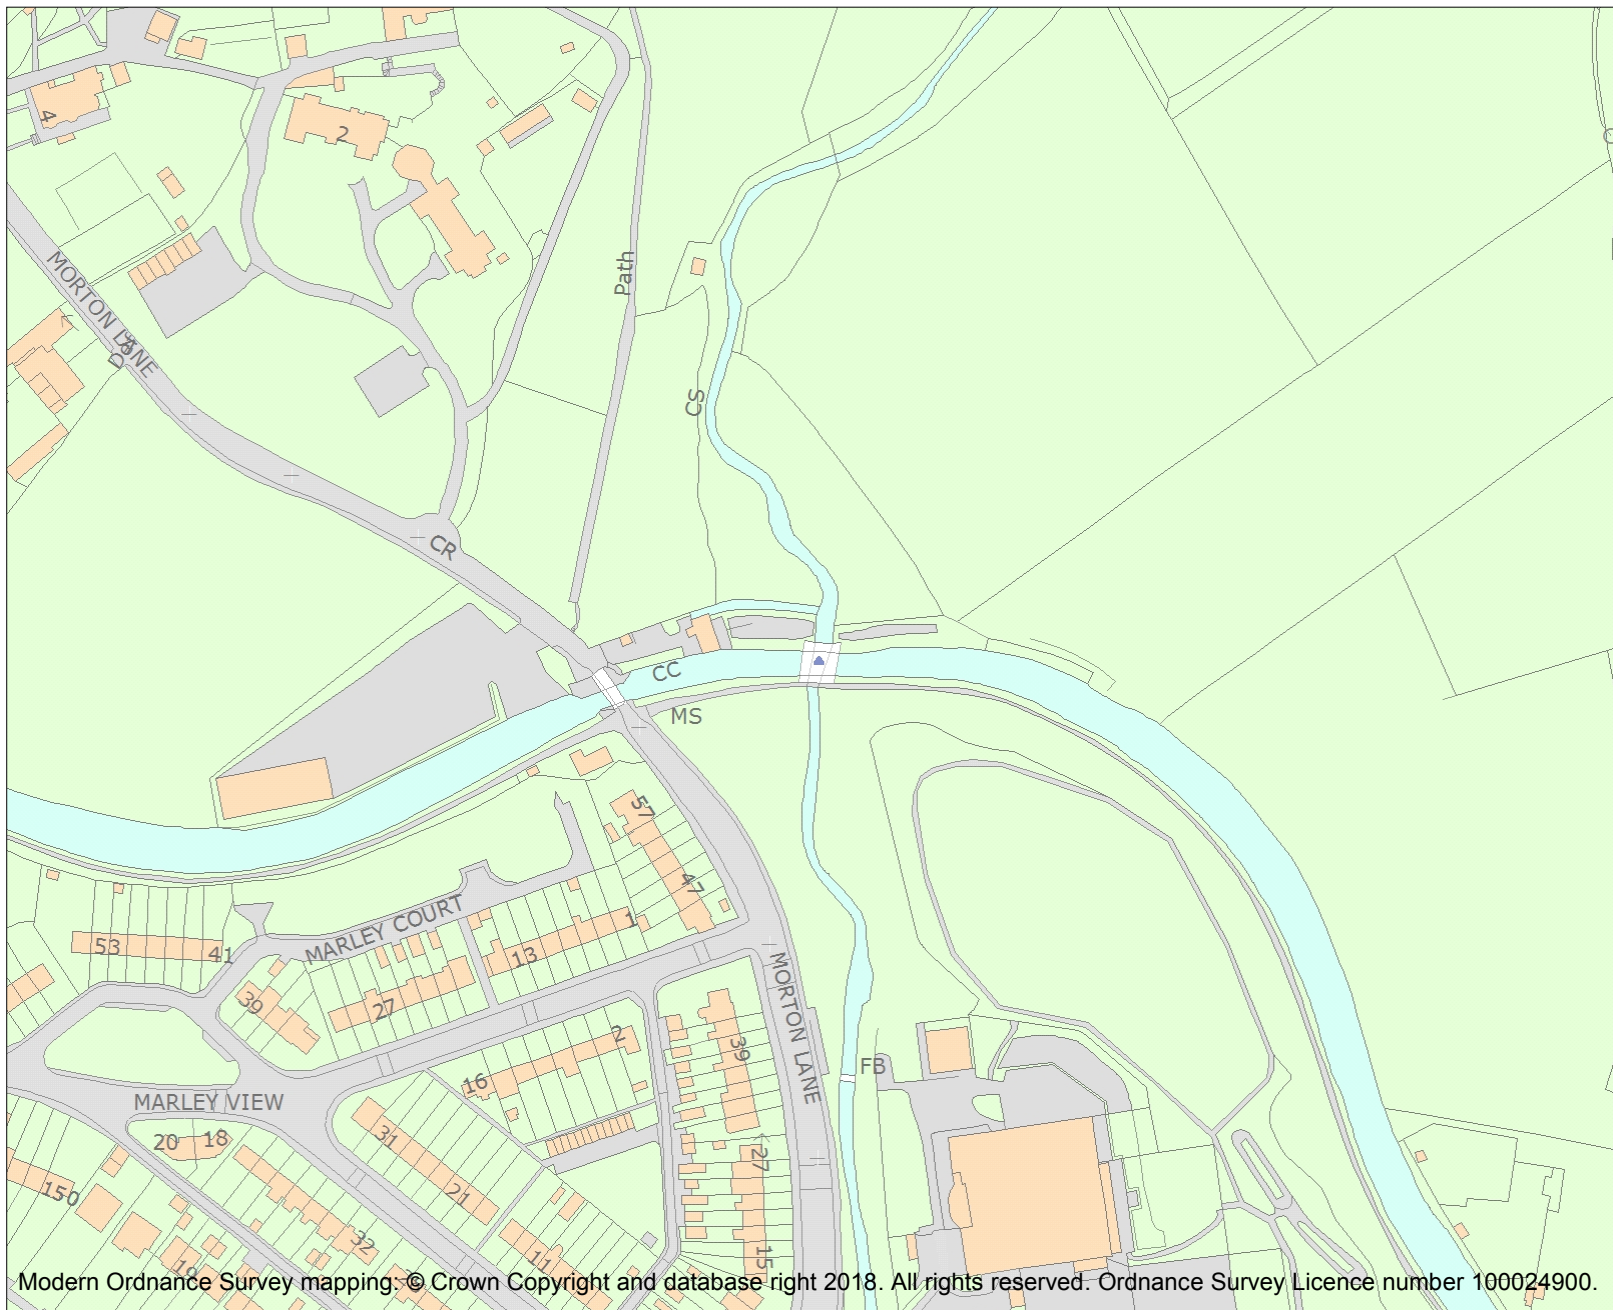 4
2
Path
MORTON LANE
CS
CR
CC
MS
57
47
1
13
MARLEY COURT
53
41
39
27
MORTON LANE
2
39
16
FB
MARLEY VIEW
20
18
31
27
21
150
32
11
15
19
Modern Ordnance Survey mapping: © Crown Copyright and database right 2018. All rights reserved. Ordnance Survey Licence number 100024900.